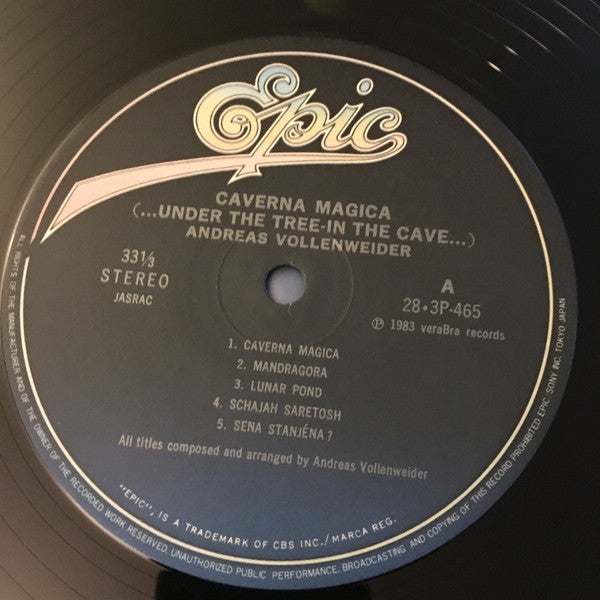 Epic
CAVERNA MAGICA
(...UNDER THE TREE-IN THE CAVE...)
ANDREAS VOLLENWEIDER
33⅓
STEREO
JASRAC
A
28・3P-465
Ⓟ 1983 veraBra records
1. CAVERNA MAGICA
2. MANDRAGORA
3. LUNAR POND
4. SCHAJAH SARETOSH
5. SENA STANJÉNA?
All titles composed and arranged by Andreas Vollenweider
"EPIC", IS A TRADEMARK OF CBS INC./MARCA REG.
ALL RIGHTS OF THE MANUFACTURER AND OF THE OWNER OF THE RECORDED WORK RESERVED. UNAUTHORIZED PUBLIC PERFORMANCE, BROADCASTING AND COPYING OF THIS RECORD PROHIBITED EPIC・SONY INC. TOKYO JAPAN